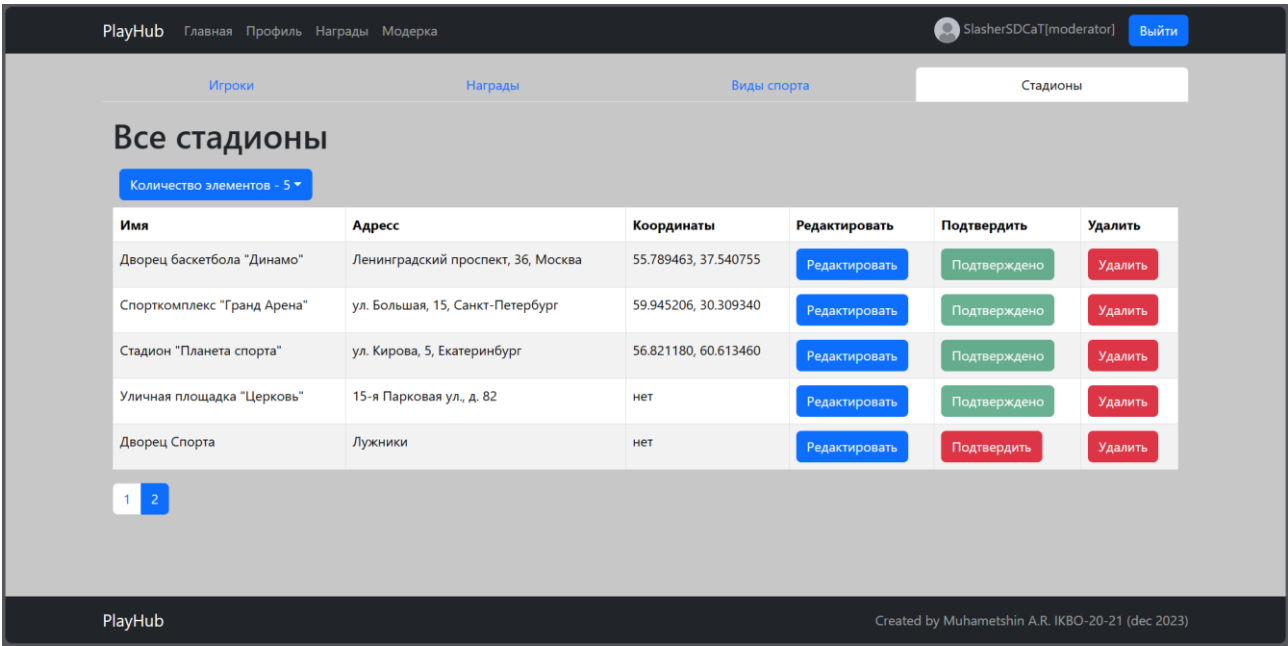 PlayHub Главная Профиль Награды Модерка SlasherSDCaT[moderator] Выйти
Игроки Награды Виды спорта Стадионы
Все стадионы
Количество элементов - 5
Имя Адресс Координаты Редактировать Подтвердить Удалить
Дворец баскетбола "Динамо" Ленинградский проспект, 36, Москва 55.789463, 37.540755 Редактировать Подтверждено Удалить
Спорткомплекс "Гранд Арена" ул. Большая, 15, Санкт-Петербург 59.945206, 30.309340 Редактировать Подтверждено Удалить
Стадион "Планета спорта" ул. Кирова, 5, Екатеринбург 56.821180, 60.613460 Редактировать Подтверждено Удалить
Уличная площадка "Церковь" 15-я Парковая ул., д. 82 нет Редактировать Подтверждено Удалить
Дворец Спорта Лужники нет Редактировать Подтвердить Удалить
1 2
PlayHub Created by Muhametshin A.R. IKBO-20-21 (dec 2023)